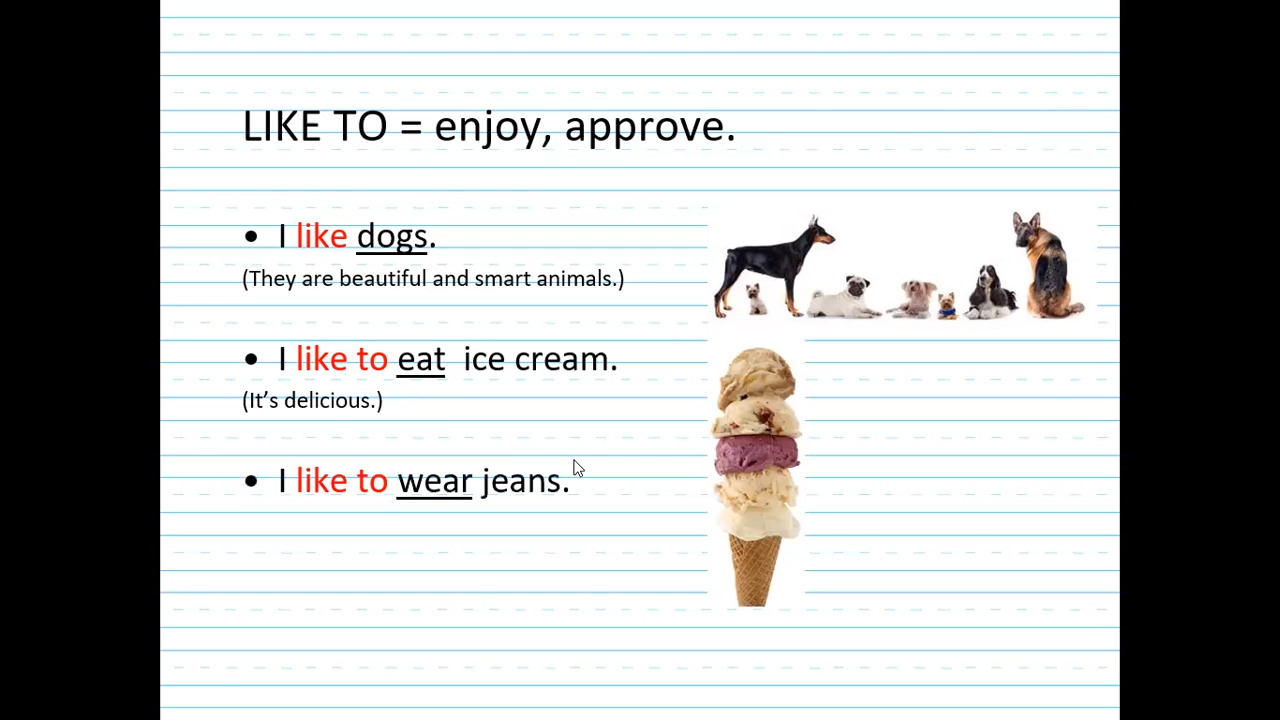 LIKE TO = enjoy, approve.
• I like dogs.
(They are beautiful and smart animals.)
• I like to eat  ice cream.
(It’s delicious.)
• I like to wear jeans.